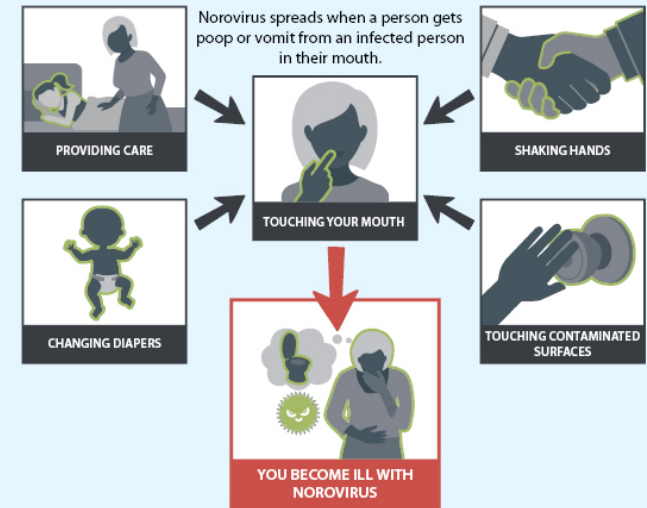 Norovirus spreads when a person gets
poop or vomit from an infected person
in their mouth.
PROVIDING CARE
SHAKING HANDS
TOUCHING YOUR MOUTH
CHANGING DIAPERS
TOUCHING CONTAMINATED
SURFACES
YOU BECOME ILL WITH
NOROVIRUS